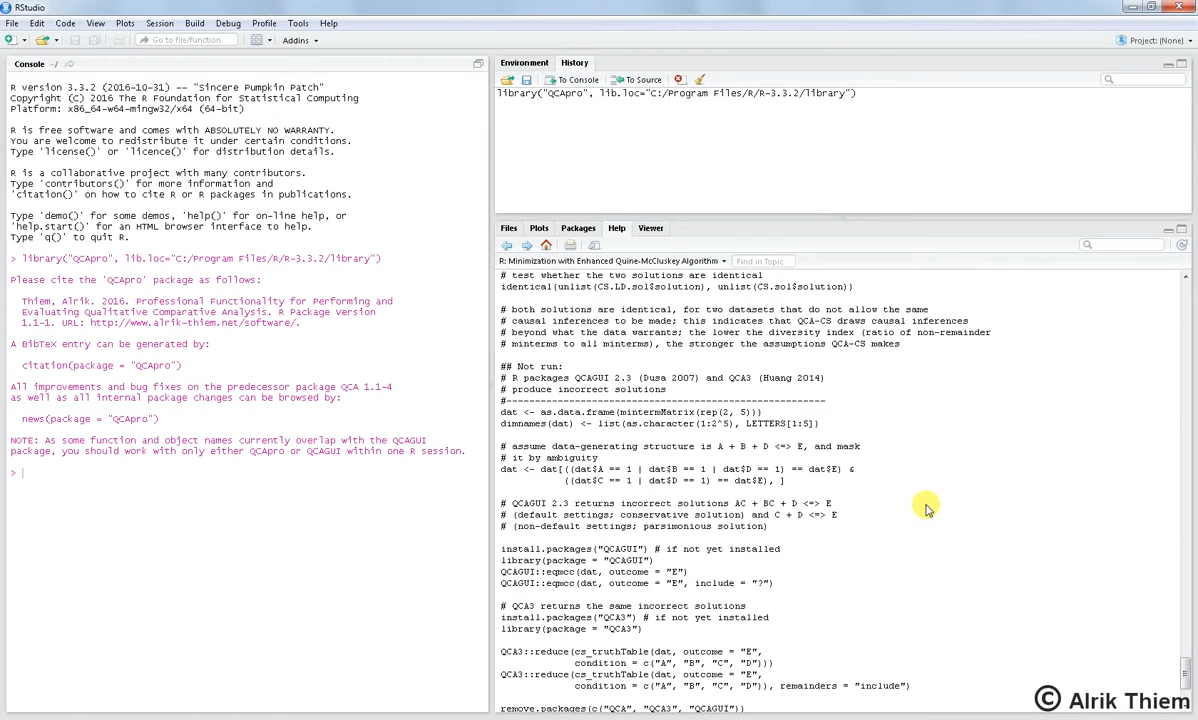 RStudio
File Edit Code View Plots Session Build Debug Profile Tools Help
Go to file/function Addins Project: (None)
Console ~/
R version 3.3.2 (2016-10-31) -- "Sincere Pumpkin Patch"
Copyright (C) 2016 The R Foundation for Statistical Computing
Platform: x86_64-w64-mingw32/x64 (64-bit)
R is free software and comes with ABSOLUTELY NO WARRANTY.
You are welcome to redistribute it under certain conditions.
Type 'license()' or 'licence()' for distribution details.
R is a collaborative project with many contributors.
Type 'contributors()' for more information and
'citation()' on how to cite R or R packages in publications.
Type 'demo()' for some demos, 'help()' for on-line help, or
'help.start()' for an HTML browser interface to help.
Type 'q()' to quit R.
> library("QCApro", lib.loc="C:/Program Files/R/R-3.3.2/library")
Please cite the 'QCApro' package as follows:
Thiem, Alrik. 2016. Professional Functionality for Performing and
Evaluating Qualitative Comparative Analysis. R Package Version
1.1-1. URL: http://www.alrik-thiem.net/software/.
A BibTeX entry can be generated by:
citation(package = "QCApro")
All improvements and bug fixes on the predecessor package QCA 1.1-4
as well as all internal package changes can be browsed by:
news(package = "QCApro")
NOTE: As some function and object names currently overlap with the QCAGUI
package, you should work with only either QCApro or QCAGUI within one R session.
>
Environment History
To Console To Source
library("QCApro", lib.loc="C:/Program Files/R/R-3.3.2/library")
Files Plots Packages Help Viewer
R: Minimization with Enhanced Quine-McCluskey Algorithm Find in Topic
# test whether the two solutions are identical
identical(unlist(CS.LD.sol$solution), unlist(CS.sol$solution))
# both solutions are identical, for two datasets that do not allow the same
# causal inferences to be made; this indicates that QCA-CS draws causal inferences
# beyond what the data warrants; the lower the diversity index (ratio of non-remainder
# minterms to all minterms), the stronger the assumptions QCA-CS makes
## Not run:
# R packages QCAGUI 2.3 (Dusa 2007) and QCA3 (Huang 2014)
# produce incorrect solutions
#--------------------------------------------------------
dat <- as.data.frame(mintermMatrix(rep(2, 5)))
dimnames(dat) <- list(as.character(1:2^5), LETTERS[1:5])
# assume data-generating structure is A + B + D <=> E, and mask
# it by ambiguity
dat <- dat[((dat$A == 1 | dat$B == 1 | dat$D == 1) == dat$E) &
((dat$C == 1 | dat$D == 1) == dat$E), ]
# QCAGUI 2.3 returns incorrect solutions AC + BC + D <=> E
# (default settings; conservative solution) and C + D <=> E
# (non-default settings; parsimonious solution)
install.packages("QCAGUI") # if not yet installed
library(package = "QCAGUI")
QCAGUI::eqmcc(dat, outcome = "E")
QCAGUI::eqmcc(dat, outcome = "E", include = "?")
# QCA3 returns the same incorrect solutions
install.packages("QCA3") # if not yet installed
library(package = "QCA3")
QCA3::reduce(cs_truthTable(dat, outcome = "E",
condition = c("A", "B", "C", "D")))
QCA3::reduce(cs_truthTable(dat, outcome = "E",
condition = c("A", "B", "C", "D")), remainders = "include")
remove.packages(c("QCA", "QCA3", "QCAGUI"))
© Alrik Thiem